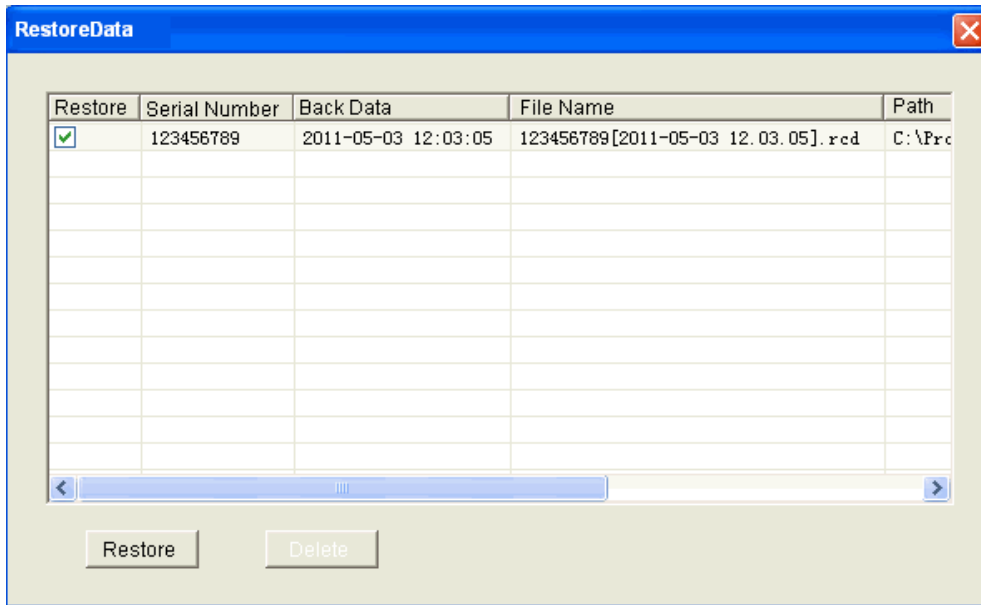 RestoreData
Restore Serial Number Back Data File Name Path
123456789 2011-05-03 12:03:05 123456789[2011-05-03 12.03.05].rcd C:\Pro
Restore Delete